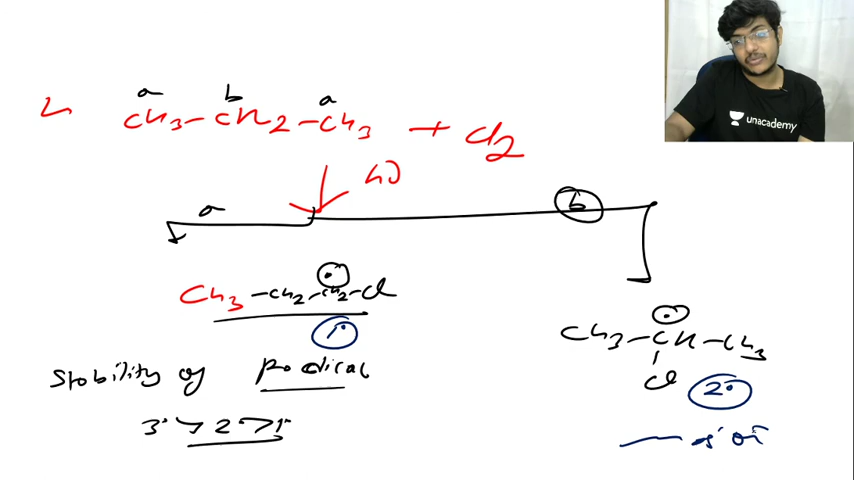 a b a
CH3-CH2-CH3 + Cl2
hν
a b
CH3-CH2-CH2-Cl
1°
CH3-CH-CH3
Cl
2°
Stability of Radical
3° > 2° > 1°
unacademy